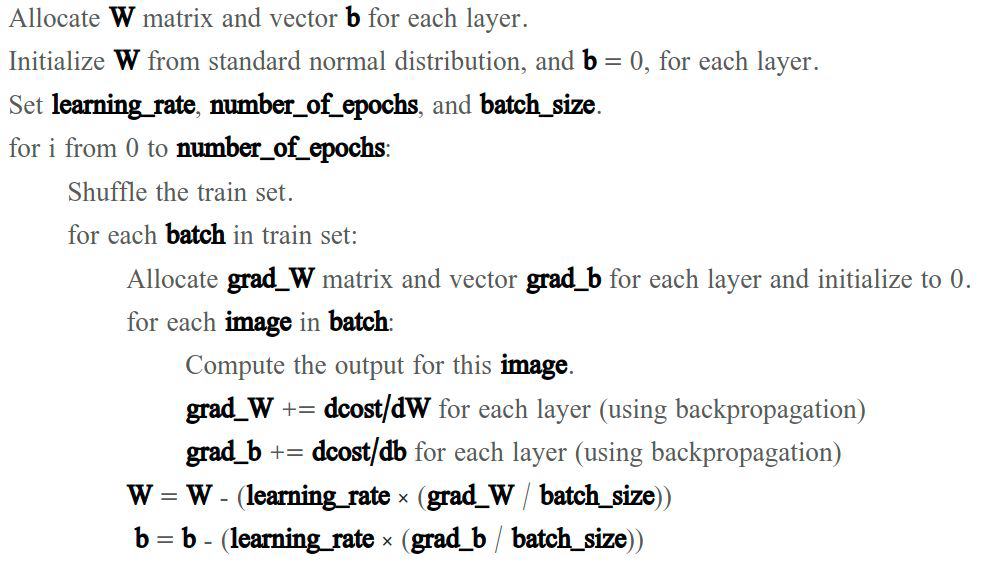 Allocate W matrix and vector b for each layer.
Initialize W from standard normal distribution, and b = 0, for each layer.
Set learning_rate, number_of_epochs, and batch_size.
for i from 0 to number_of_epochs:
Shuffle the train set.
for each batch in train set:
Allocate grad_W matrix and vector grad_b for each layer and initialize to 0.
for each image in batch:
Compute the output for this image.
grad_W += dcost/dW for each layer (using backpropagation)
grad_b += dcost/db for each layer (using backpropagation)
W = W - (learning_rate × (grad_W / batch_size))
b = b - (learning_rate × (grad_b / batch_size))